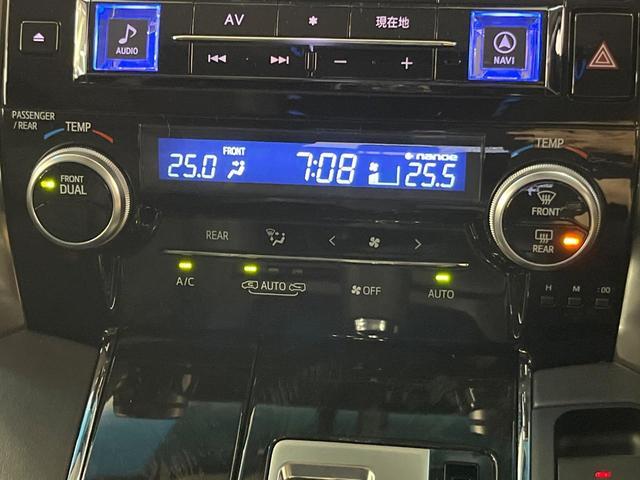 AV * 現在地
AUDIO
NAVI
PASSENGER
/REAR
TEMP
TEMP
FRONT
DUAL
FRONT
25.0 7:08 nanoe 25.5
FRONT
REAR
REAR
A/C AUTO OFF AUTO
H M :00